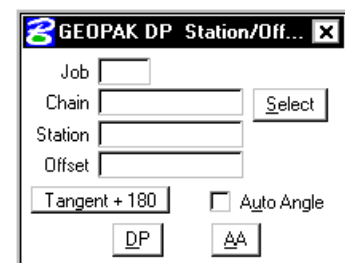 GEOPAK DP Station/Off...
Job
Chain
Select
Station
Offset
Tangent + 180
Auto Angle
DP
AA